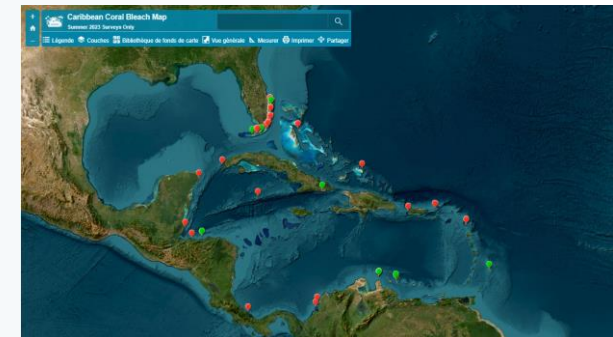 Caribbean Coral Bleach Map
Summer 2023 Surveys Only
Légende Couches Bibliothèque de fonds de carte Vue générale Mesurer Imprimer Partager